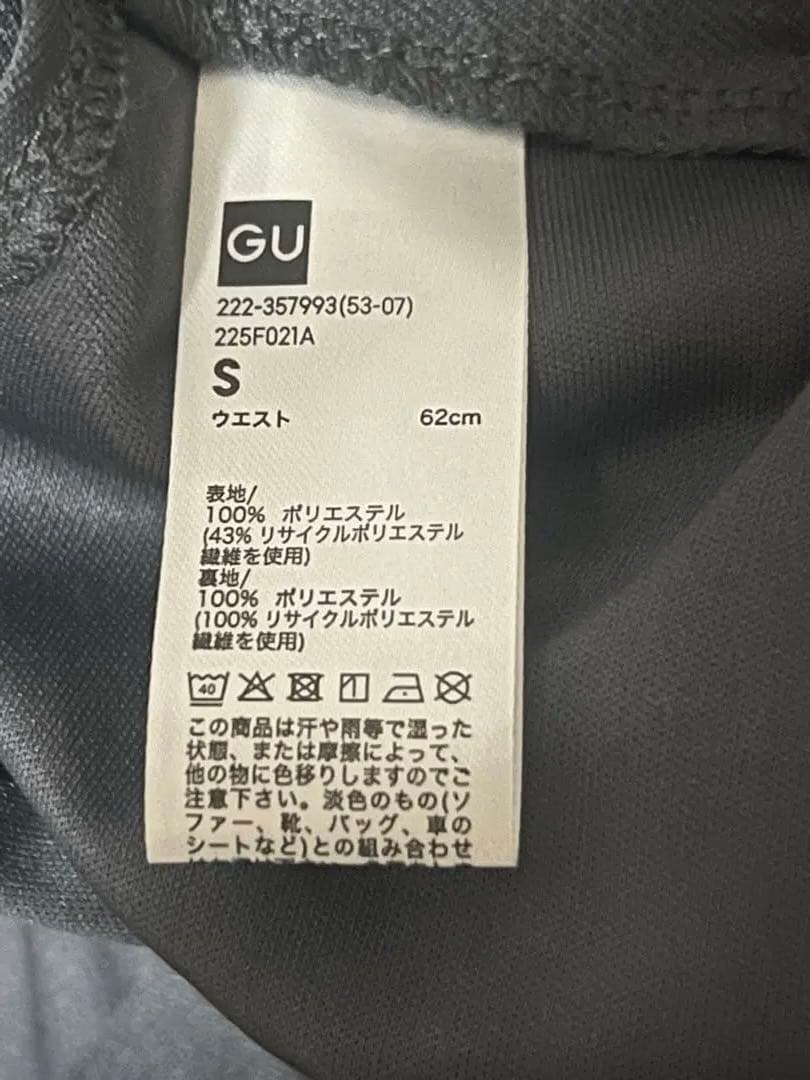 GU
222-357993(53-07)
225F021A
S
ウエスト 62cm
表地/
100% ポリエステル
(43% リサイクルポリエステル
繊維を使用)
裏地/
100% ポリエステル
(100% リサイクルポリエステル
繊維を使用)
40
この商品は汗や雨等で湿った
状態、または摩擦によって、
他の物に色移りしますのでご
注意下さい。淡色のもの(ソ
ファー、靴、バッグ、車の
シートなど)との組み合わせ